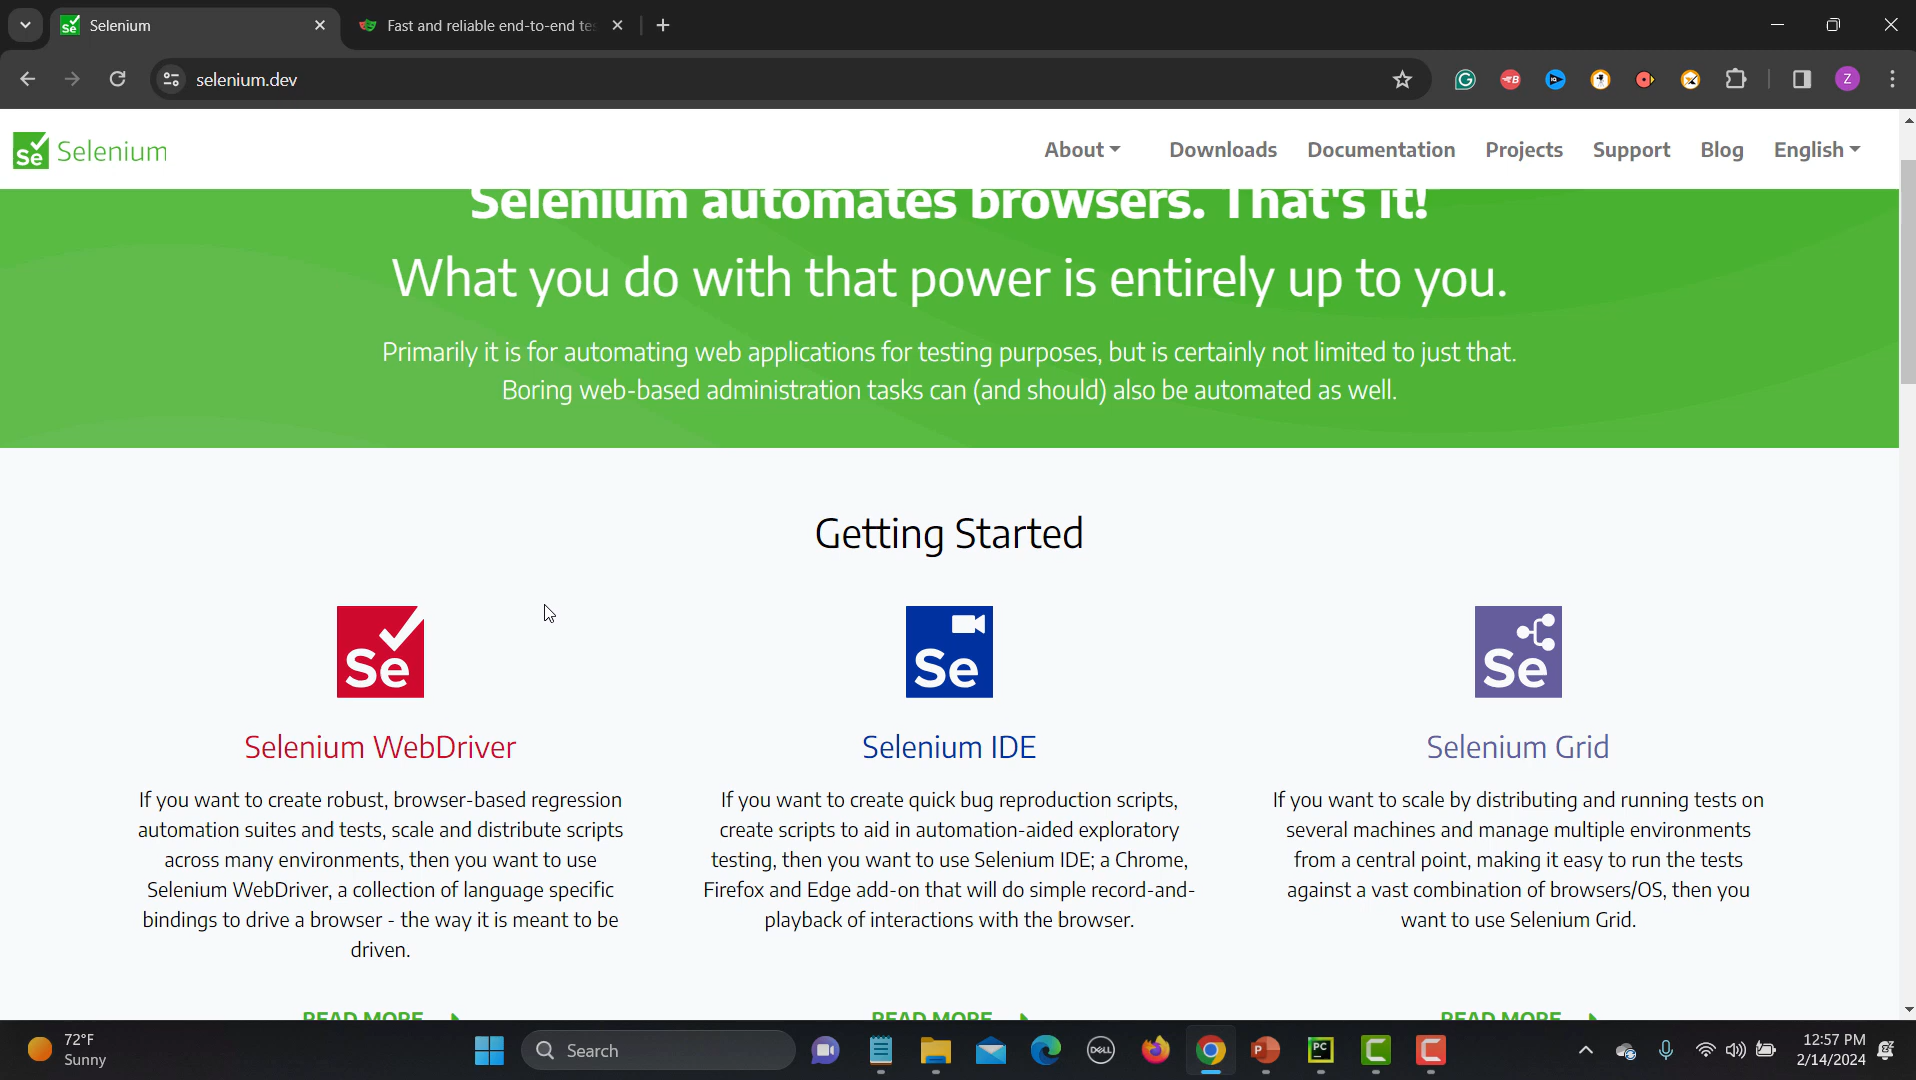 Selenium
Fast and reliable end-to-end te
selenium.dev
Z
Se Selenium
About
Downloads
Documentation
Projects
Support
Blog
English
Selenium automates browsers. That's it!
What you do with that power is entirely up to you.
Primarily it is for automating web applications for testing purposes, but is certainly not limited to just that.
Boring web-based administration tasks can (and should) also be automated as well.
Getting Started
Se
Selenium WebDriver
If you want to create robust, browser-based regression
automation suites and tests, scale and distribute scripts
across many environments, then you want to use
Selenium WebDriver, a collection of language specific
bindings to drive a browser - the way it is meant to be
driven.
READ MORE
Se
Selenium IDE
If you want to create quick bug reproduction scripts,
create scripts to aid in automation-aided exploratory
testing, then you want to use Selenium IDE; a Chrome,
Firefox and Edge add-on that will do simple record-and-
playback of interactions with the browser.
READ MORE
Se
Selenium Grid
If you want to scale by distributing and running tests on
several machines and manage multiple environments
from a central point, making it easy to run the tests
against a vast combination of browsers/OS, then you
want to use Selenium Grid.
READ MORE
72°F
Sunny
Search
DELL
P
PC
C
C
12:57 PM
2/14/2024